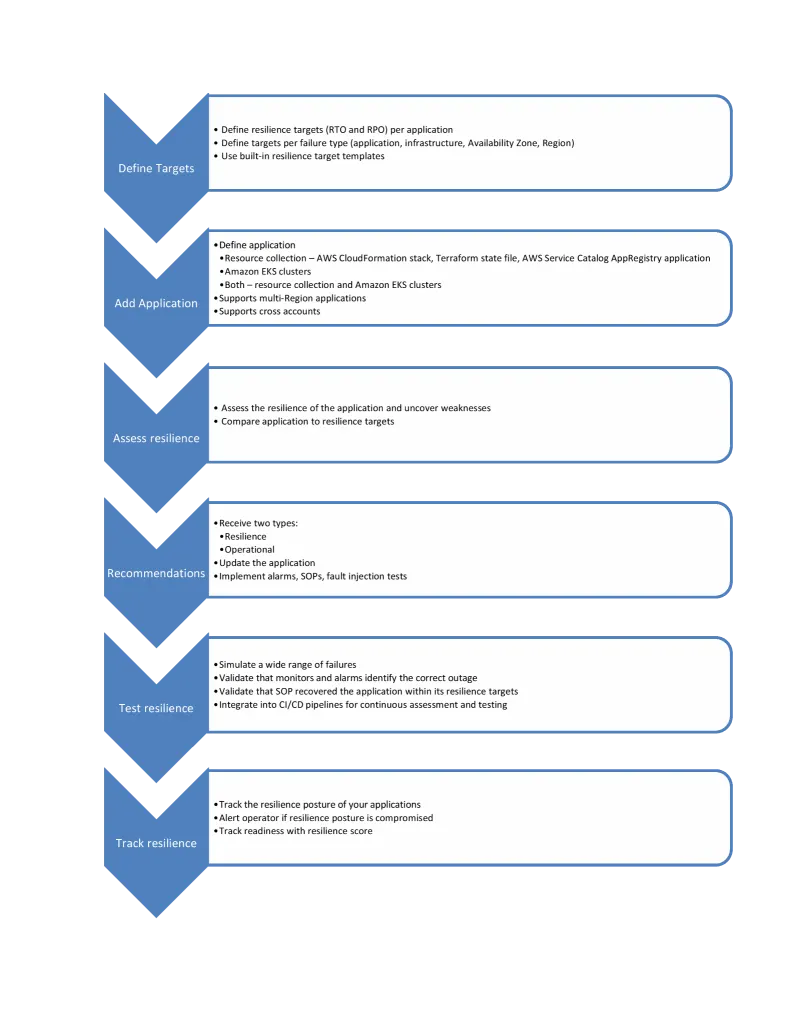 Define Targets
• Define resilience targets (RTO and RPO) per application
• Define targets per failure type (application, infrastructure, Availability Zone, Region)
• Use built-in resilience target templates
Add Application
•Define application
•Resource collection – AWS CloudFormation stack, Terraform state file, AWS Service Catalog AppRegistry application
•Amazon EKS clusters
•Both – resource collection and Amazon EKS clusters
•Supports multi-Region applications
•Supports cross accounts
Assess resilience
• Assess the resilience of the application and uncover weaknesses
• Compare application to resilience targets
Recommendations
•Receive two types:
•Resilience
•Operational
•Update the application
•Implement alarms, SOPs, fault injection tests
Test resilience
•Simulate a wide range of failures
•Validate that monitors and alarms identify the correct outage
•Validate that SOP recovered the application within its resilience targets
•Integrate into CI/CD pipelines for continuous assessment and testing
Track resilience
•Track the resilience posture of your applications
•Alert operator if resilience posture is compromised
•Track readiness with resilience score